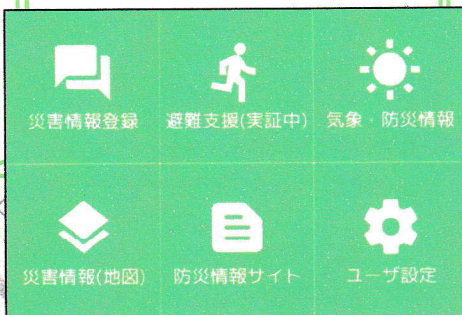 災害情報登録
避難支援(実証中)
気象・防災情報
災害情報(地図)
防災情報サイト
ユーザ設定